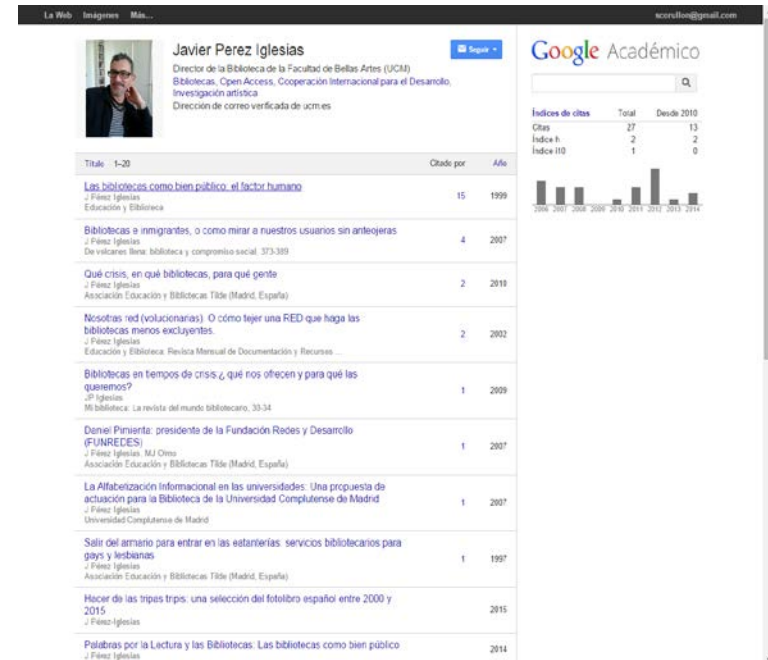 La Web Imágenes Más...
sccrullon@gmail.com
Javier Perez Iglesias
Seguir
Director de la Biblioteca de la Facultad de Bellas Artes (UCM)
Bibliotecas, Open Access, Cooperación Internacional para el Desarrollo,
Investigación artística
Dirección de correo verificada de ucm.es
Google Académico
Índices de citas Total Desde 2010
Citas 27 13
Índice h 2 2
Índice i10 1 0
2006 2007 2008 2009 2010 2011 2012 2013 2014
Título 1–20 Citado por Año
Las bibliotecas como bien público: el factor humano 15 1999
J Pérez Iglesias
Educación y Biblioteca
Bibliotecas e inmigrantes, o como mirar a nuestros usuarios sin anteojeras 4 2007
J Pérez Iglesias
De volcanes llena: biblioteca y compromiso social, 373-389
Qué crisis, en qué bibliotecas, para qué gente 2 2010
J Pérez Iglesias
Asociación Educación y Bibliotecas Tilde (Madrid, España)
Nosotras red (volucionarias). O cómo tejer una RED que haga las
bibliotecas menos excluyentes. 2 2002
J Pérez Iglesias
Educación y Biblioteca: Revista Mensual de Documentación y Recursos ...
Bibliotecas en tiempos de crisis ¿ qué nos ofrecen y para qué las
queremos? 1 2009
JP Iglesias
Mi biblioteca: La revista del mundo bibliotecario, 30-34
Daniel Pimienta: presidente de la Fundación Redes y Desarrollo
(FUNREDES) 1 2007
J Pérez Iglesias, MJ Olmo
Asociación Educación y Bibliotecas Tilde (Madrid, España)
La Alfabetización Informacional en las universidades: Una propuesta de
actuación para la Biblioteca de la Universidad Complutense de Madrid 1 2007
J Pérez Iglesias
Universidad Complutense de Madrid
Salir del armario para entrar en las estanterías: servicios bibliotecarios para
gays y lesbianas 1 1997
J Pérez Iglesias
Asociación Educación y Bibliotecas Tilde (Madrid, España)
Hacer de las tripas tripis: una selección del fotolibro español entre 2000 y
2015 2015
J Pérez-Iglesias
Palabras por la Lectura y las Bibliotecas: Las bibliotecas como bien público 2014
J Pérez Iglesias